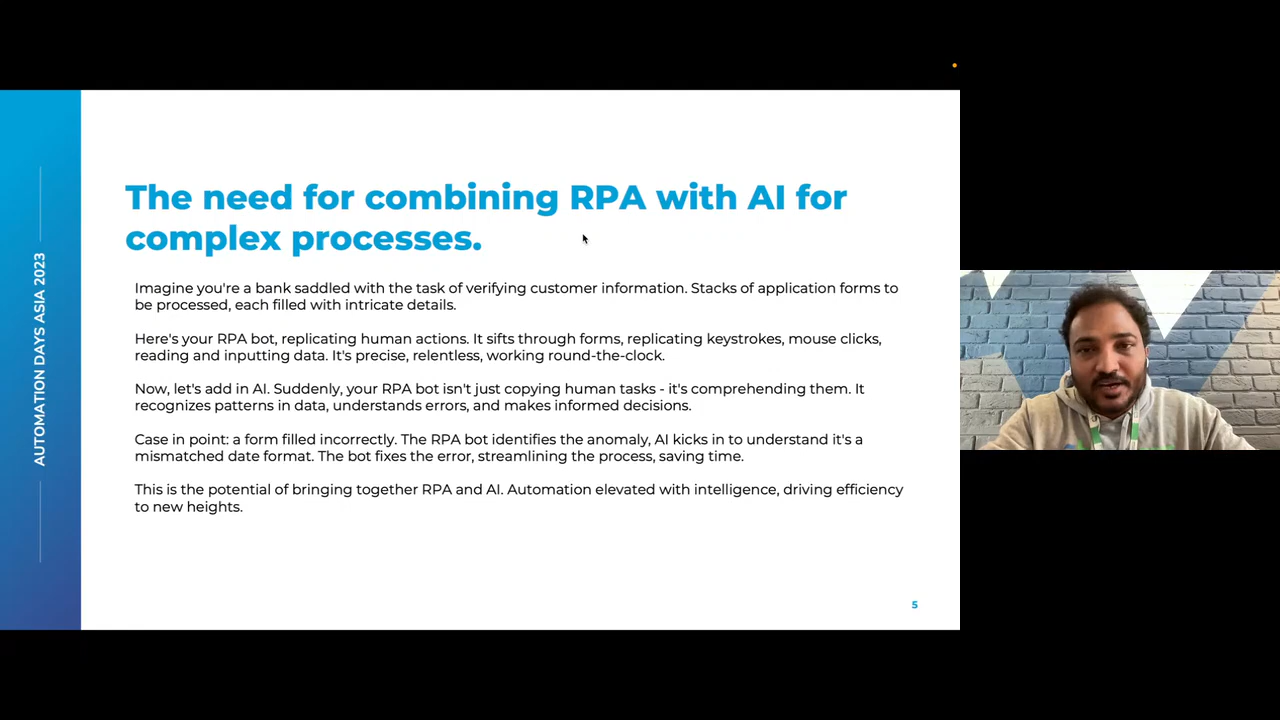 AUTOMATION DAYS ASIA 2023
The need for combining RPA with AI for
complex processes.
Imagine you're a bank saddled with the task of verifying customer information. Stacks of application forms to
be processed, each filled with intricate details.
Here's your RPA bot, replicating human actions. It sifts through forms, replicating keystrokes, mouse clicks,
reading and inputting data. It's precise, relentless, working round-the-clock.
Now, let's add in AI. Suddenly, your RPA bot isn't just copying human tasks - it's comprehending them. It
recognizes patterns in data, understands errors, and makes informed decisions.
Case in point: a form filled incorrectly. The RPA bot identifies the anomaly, AI kicks in to understand it's a
mismatched date format. The bot fixes the error, streamlining the process, saving time.
This is the potential of bringing together RPA and AI. Automation elevated with intelligence, driving efficiency
to new heights.
5